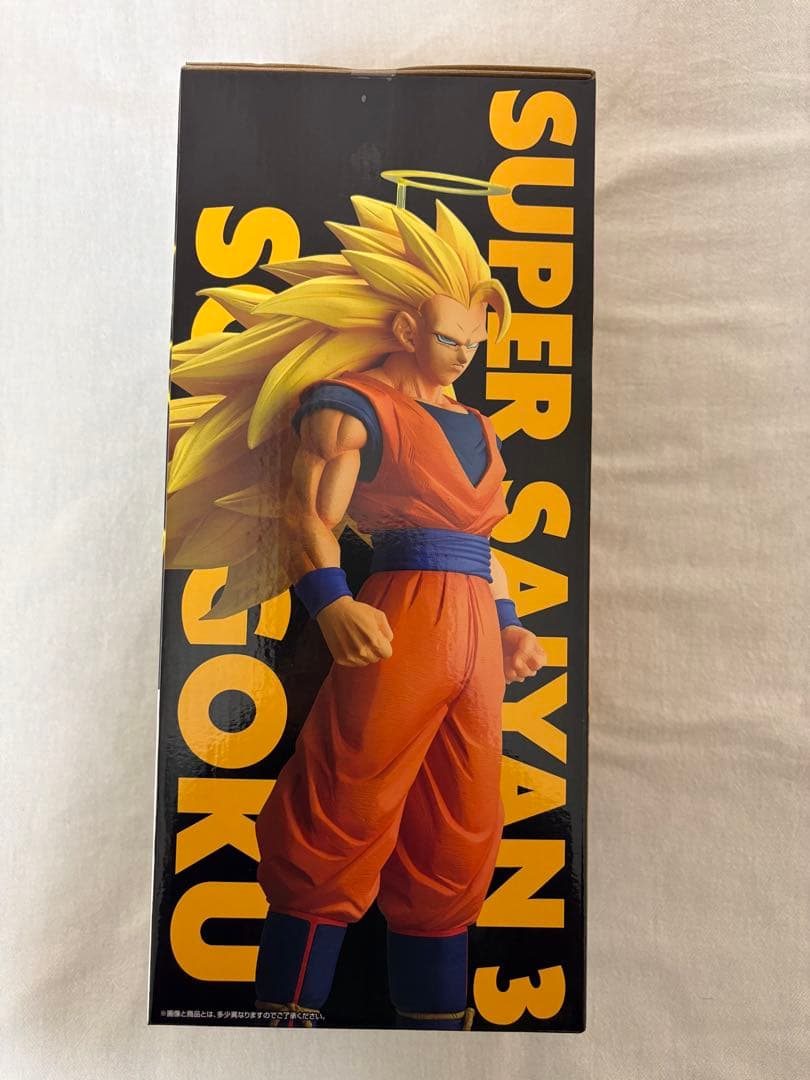 SUPER SAIYAN 3
SON GOKU
※画像と商品とは、多少異なりますのでご了承ください。